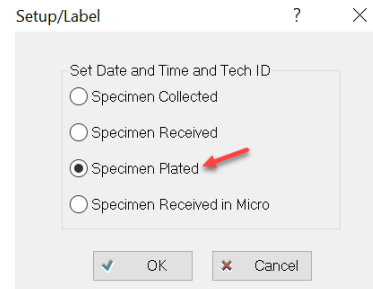 Setup/Label ?
Set Date and Time and Tech ID
Specimen Collected
Specimen Received
Specimen Plated
Specimen Received in Micro
OK Cancel